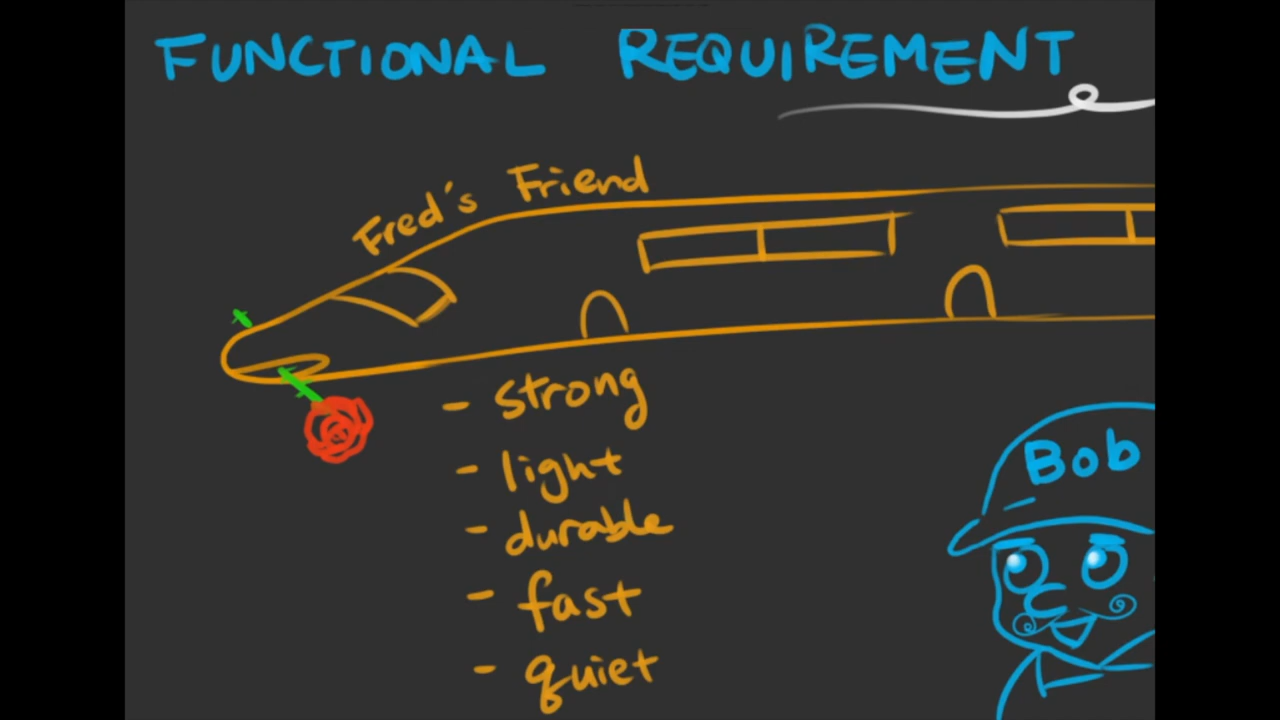 FUNCTIONAL REQUIREMENT
Fred's Friend
- strong
- light
- durable
- fast
- quiet
Bob